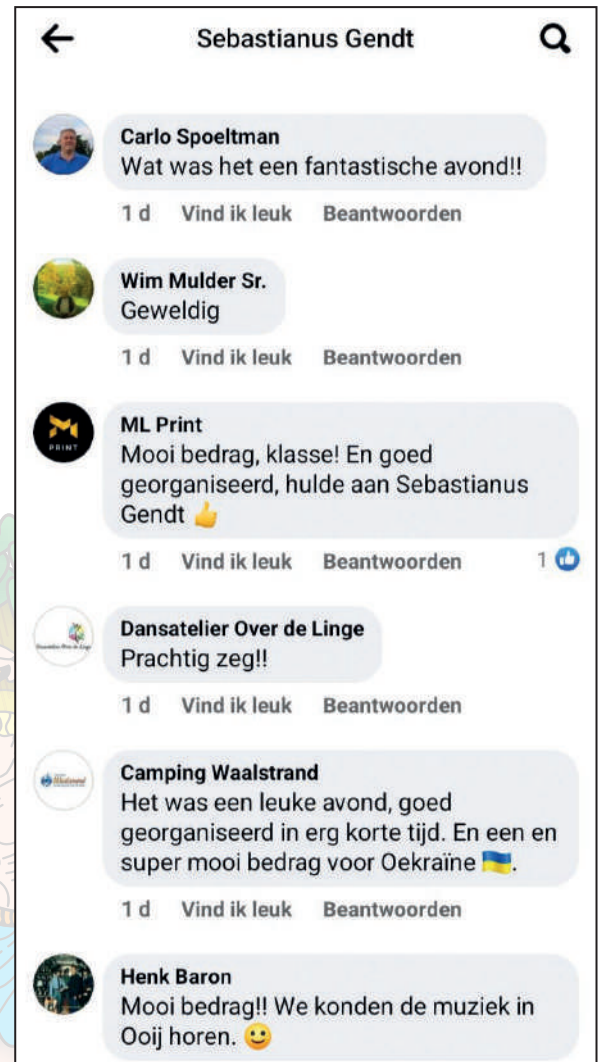 Sebastianus Gendt
Carlo Spoeltman
Wat was het een fantastische avond!!
1 d Vind ik leuk Beantwoorden
Wim Mulder Sr.
Geweldig
1 d Vind ik leuk Beantwoorden
PRINT
ML Print
Mooi bedrag, klasse! En goed
georganiseerd, hulde aan Sebastianus
Gendt 👍
1 d Vind ik leuk Beantwoorden 1
Dansatelier Over de Linge
Prachtig zeg!!
1 d Vind ik leuk Beantwoorden
Camping Waalstrand
Het was een leuke avond, goed
georganiseerd in erg korte tijd. En een en
super mooi bedrag voor Oekraïne 🇺🇦.
1 d Vind ik leuk Beantwoorden
Henk Baron
Mooi bedrag!! We konden de muziek in
Ooij horen. 🙂